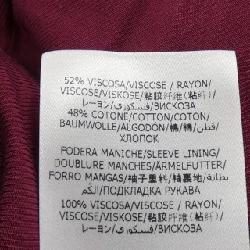 52% VISCOSA/VISCOSE / RAYON/
VISCOSE/VISKOSE/粘胶纤维(粘纤)/
レーヨン/فسكوزي/ВИСКОЗА
48% COTONE/COTTON/COTON/
BAUMWOLLE/ALGODON/棉/綿/قطن/
ХЛОПОК
FODERA MANICHE/SLEEVE LINING/
DOUBLURE MANCHES/ARMELFUTTER/
FORRO MANGAS/袖子里料/袖裏地/
/ПОДКЛАДКА РУКАВА
100% VISCOSA/VISCOSE/RAYON/
VISCOSE/VISKOSE/粘胶纤维(粘纤)/
レーヨン/فسكوزي/ВИСКОЗА